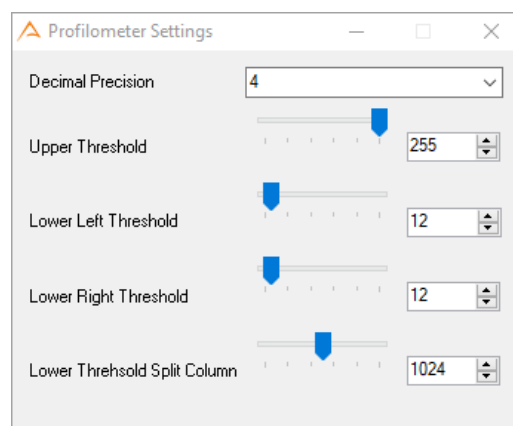 Profilometer Settings
Decimal Precision 4
Upper Threshold 255
Lower Left Threshold 12
Lower Right Threshold 12
Lower Threhsold Split Column 1024